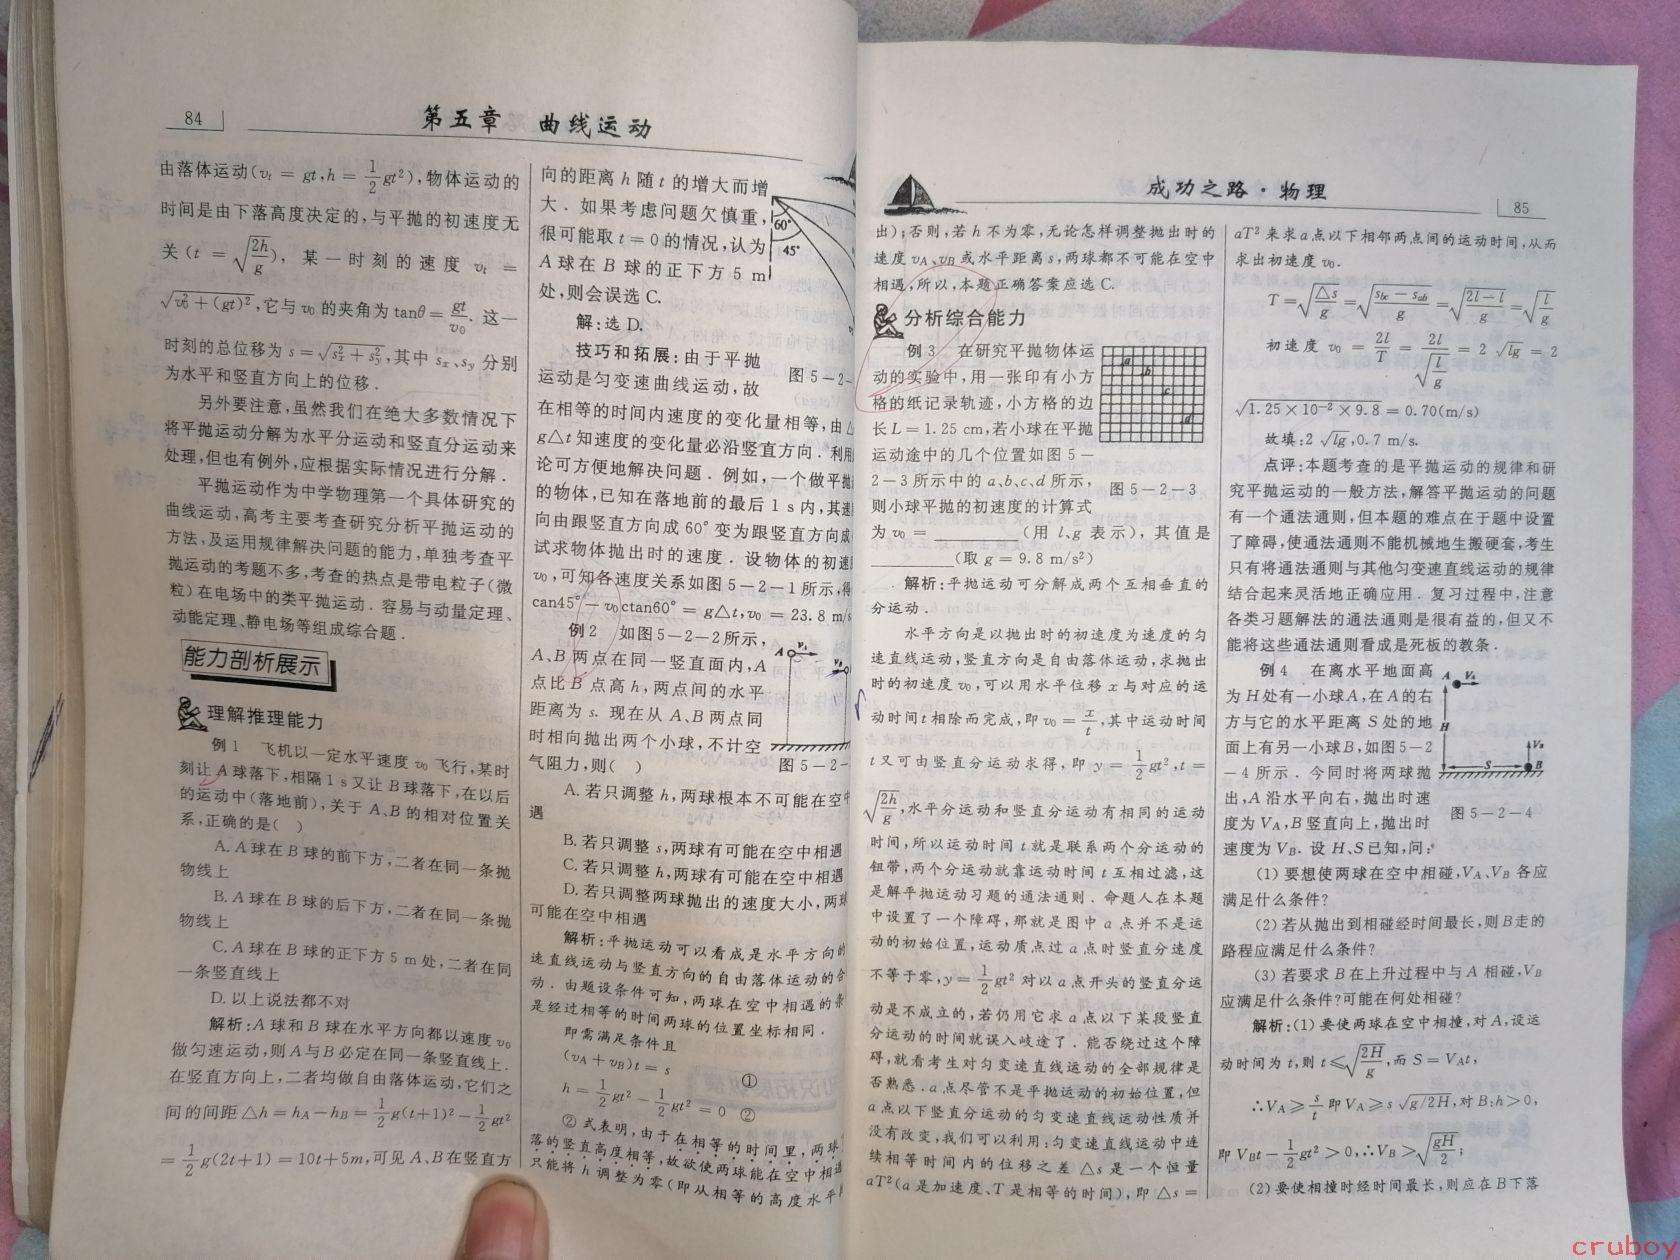 84
第五章 曲线运动
由落体运动(vt = gt,h = 1/2 gt²),物体运动的
时间是由下落高度决定的,与平抛的初速度无
关(t = √(2h/g)),某一时刻的速度 vt =
√(v₀² + (gt)²),它与 v₀ 的夹角为 tanθ = gt/v₀. 这一
时刻的总位移为 s = √(sx² + sy²),其中 sx、sy 分别
为水平和竖直方向上的位移.
另外要注意,虽然我们在绝大多数情况下
将平抛运动分解为水平分运动和竖直分运动来
处理,但也有例外,应根据实际情况进行分解.
平抛运动作为中学物理第一个具体研究的
曲线运动,高考主要考查研究分析平抛运动的
方法,及运用规律解决问题的能力,单独考查平
抛运动的考题不多,考查的热点是带电粒子(微
粒)在电场中的类平抛运动.容易与动量定理、
动能定理、静电场等组成综合题.
能力剖析展示
理解推理能力
例1 飞机以一定水平速度 v₀ 飞行,某时
刻让 A 球落下,相隔 1 s 又让 B 球落下,在以后
的运动中(落地前),关于 A、B 的相对位置关
系,正确的是( )
A. A 球在 B 球的前下方,二者在同一条抛
物线上
B. A 球在 B 球的后下方,二者在同一条抛
物线上
C. A 球在 B 球的正下方 5 m 处,二者在同
一条竖直线上
D. 以上说法都不对
解析:A 球和 B 球在水平方向都以速度 v₀
做匀速运动,则 A 与 B 必定在同一条竖直线上.
在竖直方向上,二者均做自由落体运动,它们之
间的间距 △h = hA − hB = 1/2 g(t+1)² − 1/2 gt²
= 1/2 g(2t+1) = 10t+5m,可见 A、B 在竖直方
向的距离 h 随 t 的增大而增
大.如果考虑问题欠慎重,
很可能取 t = 0 的情况,认为
A 球在 B 球的正下方 5 m
处,则会误选 C.
解:选 D.
技巧和拓展:由于平抛
运动是匀变速曲线运动,故
60°
45°
图 5－2－
在相等的时间内速度的变化量相等,由△
g△t 知速度的变化量必沿竖直方向.利用
论可方便地解决问题.例如,一个做平抛
的物体,已知在落地前的最后 1 s 内,其速
向由跟竖直方向成 60° 变为跟竖直方向成
试求物体抛出时的速度.设物体的初速
v₀,可知各速度关系如图 5－2－1 所示,得
can45° − v₀ctan60° = g△t,v₀ = 23.8 m/s
例2 如图 5－2－2 所示,
A、B 两点在同一竖直面内,A
点比 B 点高 h,两点间的水平
距离为 s. 现在从 A、B 两点同
时相向抛出两个小球,不计空
气阻力,则( )
A
图 5－2－
A. 若只调整 h,两球根本不可能在空中
遇
B. 若只调整 s,两球有可能在空中相遇
C. 若只调整 h,两球有可能在空中相遇
D. 若只调整两球抛出的速度大小,两球
可能在空中相遇
解析:平抛运动可以看成是水平方向的
速直线运动与竖直方向的自由落体运动的合
动.由题设条件可知,两球在空中相遇的条
是经过相等的时间两球的位置坐标相同.
即需满足条件且
(vA + vB)t = s ①
h = 1/2 gt² − 1/2 gt² = 0 ②
②式表明,由于在相等的时间里,两球
落的竖直高度相等,故欲使两球能在空中相遇
只能将 h 调整为零(即从相等的高度水平
成功之路·物理
85
出);否则,若 h 不为零,无论怎样调整抛出时的
速度 vA、vB 或水平距离 s,两球都不可能在空中
相遇,所以,本题正确答案应选 C.
分析综合能力
例3 在研究平抛物体运
动的实验中,用一张印有小方
格的纸记录轨迹,小方格的边
长 L = 1.25 cm,若小球在平抛
运动途中的几个位置如图 5－
2－3 所示中的 a、b、c、d 所示,
则小球平抛的初速度的计算式
a
b
c
d
图 5－2－3
为 v₀ = ________ (用 l、g 表示),其值是
________ (取 g = 9.8 m/s²)
解析:平抛运动可分解成两个互相垂直的
分运动.
水平方向是以抛出时的初速度为速度的匀
速直线运动,竖直方向是自由落体运动,求抛出
时的初速度 v₀,可以用水平位移 x 与对应的运
动时间 t 相除而完成,即 v₀ = x/t,其中运动时间
t 又可由竖直分运动求得,即 y = 1/2 gt²,t =
√(2h/g),水平分运动和竖直分运动有相同的运动
时间,所以运动时间 t 就是联系两个分运动的
钮带,两个分运动就靠运动时间 t 互相过滤,这
是解平抛运动习题的通法通则.命题人在本题
中设置了一个障碍,那就是图中 a 点并不是运
动的初始位置,运动质点过 a 点时竖直分速度
不等于零,y = 1/2 gt² 对以 a 点开头的竖直分运
动是不成立的,若仍用它求 a 点以下某段竖直
分运动的时间就误入歧途了.能否绕过这个障
碍,就看考生对匀变速直线运动的全部规律是
否熟悉.a 点尽管不是平抛运动的初始位置,但
a 点以下竖直分运动的匀变速直线运动性质并
没有改变,我们可以利用:匀变速直线运动中连
续相等时间内的位移之差 △s 是一个恒量
aT²(a 是加速度、T 是相等的时间),即 △s =
aT² 来求 a 点以下相邻两点间的运动时间,从而
求出初速度 v₀.
T = √(△s/g) = √((sbc − sab)/g) = √((2l − l)/g) = √(l/g)
初速度 v₀ = 2l/T = 2l/√(l/g) = 2 √(lg) = 2
√(1.25×10⁻²×9.8) = 0.70(m/s)
故填:2 √(lg),0.7 m/s.
点评:本题考查的是平抛运动的规律和研
究平抛运动的一般方法,解答平抛运动的问题
有一个通法通则,但本题的难点在于题中设置
了障碍,使通法通则不能机械地生搬硬套,考生
只有将通法通则与其他匀变速直线运动的规律
结合起来灵活地正确应用.复习过程中,注意
各类习题解法的通法通则是很有益的,但又不
能将这些通法通则看成是死板的教条.
例4 在离水平地面高
为 H 处有一小球 A,在 A 的右
方与它的水平距离 S 处的地
面上有另一小球 B,如图 5－2
－4 所示.今同时将两球抛
出,A 沿水平向右,抛出时速
度为 VA,B 竖直向上,抛出时
速度为 VB. 设 H、S 已知,问:
A
H
S
B
图 5－2－4
(1)要想使两球在空中相碰,VA、VB 各应
满足什么条件?
(2)若从抛出到相碰经时间最长,则 B 走的
路程应满足什么条件?
(3)若要求 B 在上升过程中与 A 相碰,VB
应满足什么条件?可能在何处相碰?
解析:(1)要使两球在空中相撞,对 A,设运
动时间为 t,则 t ≤ √(2H/g),而 S = VAt,
∴VA ≥ s/t 即 VA ≥ s √(g/2H),对 B:h > 0,
即 VBt − 1/2 gt² > 0,∴VB > √(gH/2);
(2)要使相撞时经时间最长,则应在 B 下落
cruboy